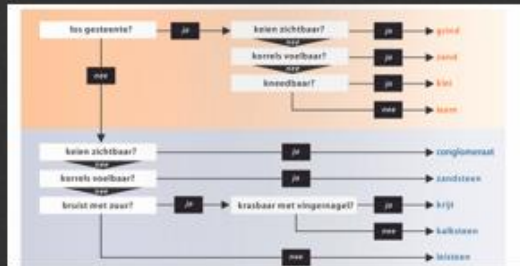 los gesteente? ja keien zichtbaar? ja grind
nee
korrels voelbaar? ja zand
nee
nee kneedbaar? ja klei
nee leem
keien zichtbaar? ja conglomeraat
nee
korrels voelbaar? ja zandsteen
nee
bruist met zuur? ja krasbaar met vingernagel? ja krijt
nee kalksteen
nee leisteen